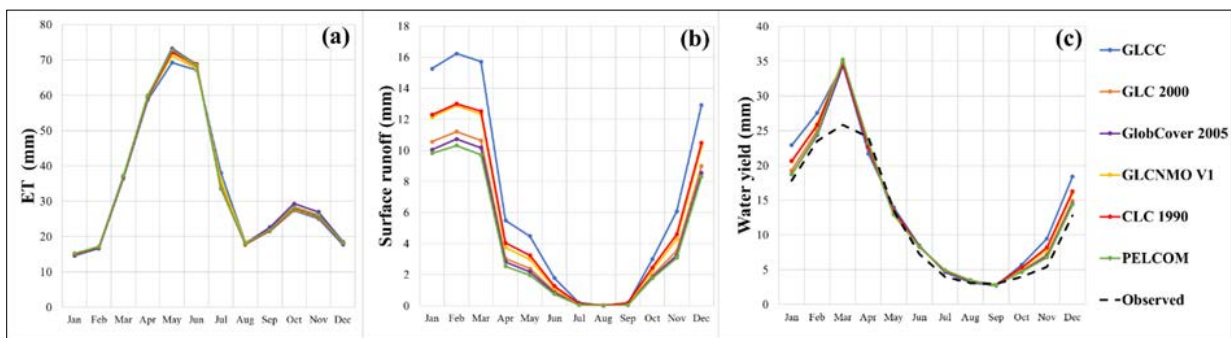 (a)
ET (mm)
80
70
60
50
40
30
20
10
0
Jan Feb Mar Apr May Jun Jul Aug Sep Oct Nov Dec
(b)
Surface runoff (mm)
18
16
14
12
10
8
6
4
2
0
Jan Feb Mar Apr May Jun Jul Aug Sep Oct Nov Dec
(c)
Water yield (mm)
40
35
30
25
20
15
10
5
0
Jan Feb Mar Apr May Jun Jul Aug Sep Oct Nov Dec
GLCC
GLC 2000
GlobCover 2005
GLCNMO V1
CLC 1990
PELCOM
Observed